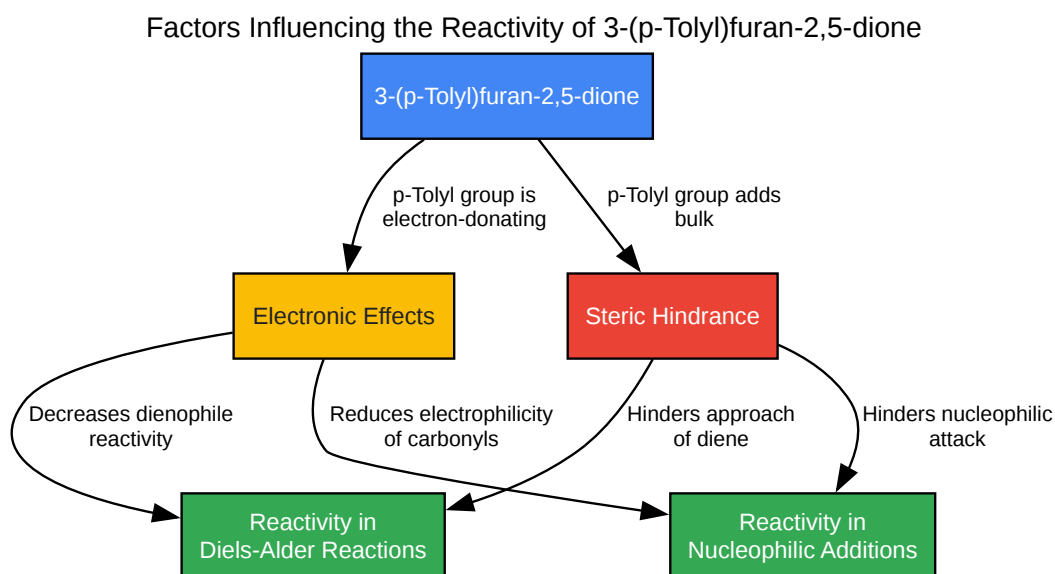 Factors Influencing the Reactivity of 3-(p-Tolyl)furan-2,5-dione
3-(p-Tolyl)furan-2,5-dione
p-Tolyl group is
electron-donating
p-Tolyl group adds
bulk
Electronic Effects
Steric Hindrance
Decreases dienophile
reactivity
Reduces electrophilicity
of carbonyls
Hinders approach
of diene
Hinders nucleophilic
attack
Reactivity in
Diels-Alder Reactions
Reactivity in
Nucleophilic Additions